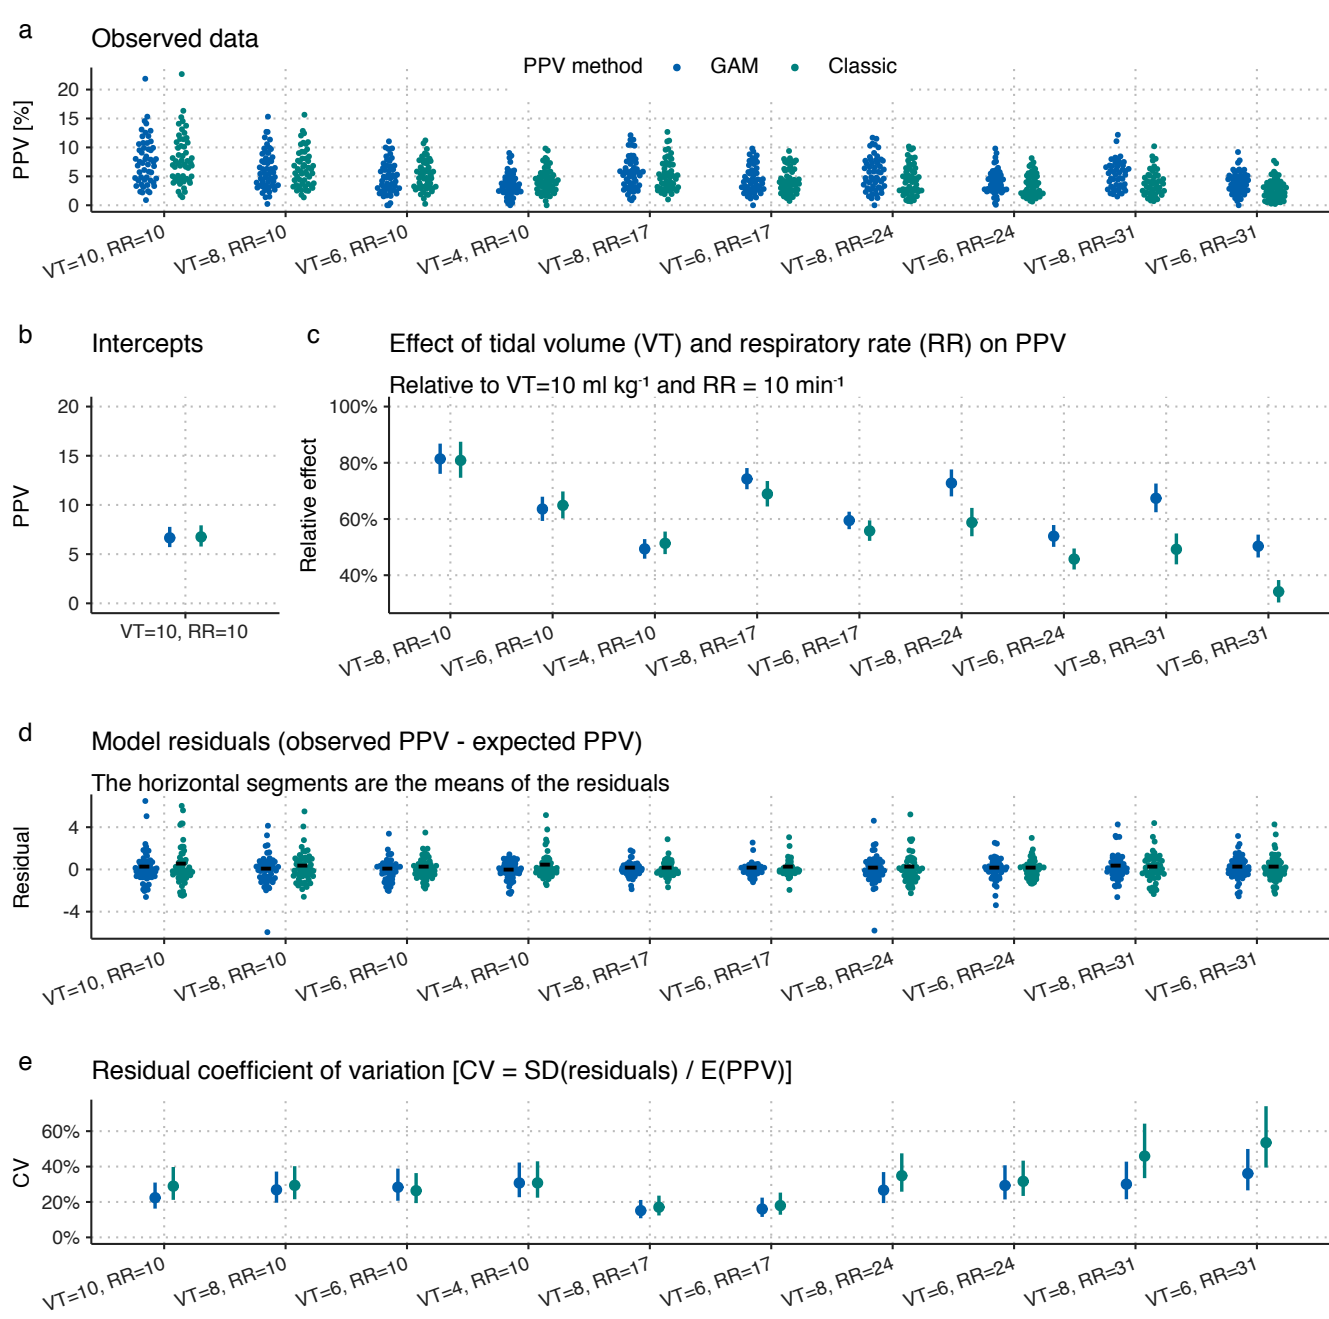 a
Observed data
PPV method GAM Classic
PPV [%]
20
15
10
5
0
VT=10, RR=10
VT=8, RR=10
VT=6, RR=10
VT=4, RR=10
VT=8, RR=17
VT=6, RR=17
VT=8, RR=24
VT=6, RR=24
VT=8, RR=31
VT=6, RR=31
b
Intercepts
PPV
20
15
10
5
0
VT=10, RR=10
c
Effect of tidal volume (VT) and respiratory rate (RR) on PPV
Relative to VT=10 ml kg⁻¹ and RR = 10 min⁻¹
Relative effect
100%
80%
60%
40%
VT=8, RR=10
VT=6, RR=10
VT=4, RR=10
VT=8, RR=17
VT=6, RR=17
VT=8, RR=24
VT=6, RR=24
VT=8, RR=31
VT=6, RR=31
d
Model residuals (observed PPV - expected PPV)
The horizontal segments are the means of the residuals
Residual
4
0
-4
VT=10, RR=10
VT=8, RR=10
VT=6, RR=10
VT=4, RR=10
VT=8, RR=17
VT=6, RR=17
VT=8, RR=24
VT=6, RR=24
VT=8, RR=31
VT=6, RR=31
e
Residual coefficient of variation [CV = SD(residuals) / E(PPV)]
CV
60%
40%
20%
0%
VT=10, RR=10
VT=8, RR=10
VT=6, RR=10
VT=4, RR=10
VT=8, RR=17
VT=6, RR=17
VT=8, RR=24
VT=6, RR=24
VT=8, RR=31
VT=6, RR=31